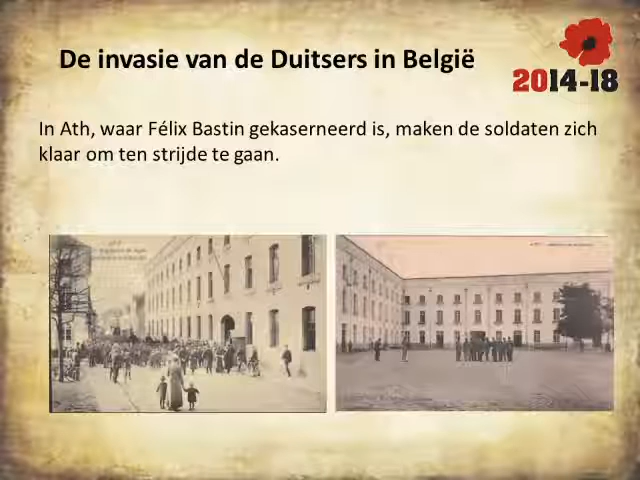 De invasie van de Duitsers in België
2014-18
In Ath, waar Félix Bastin gekaserneerd is, maken de soldaten zich
klaar om ten strijde te gaan.